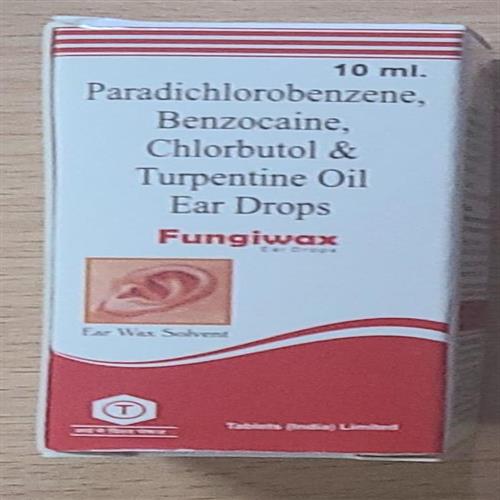 10 ml.
Paradichlorobenzene,
Benzocaine,
Chlorbutol &
Turpentine Oil
Ear Drops
Fungiwax
Ear Drops
Ear Wax Solvent
T
Tablets (India) Limited